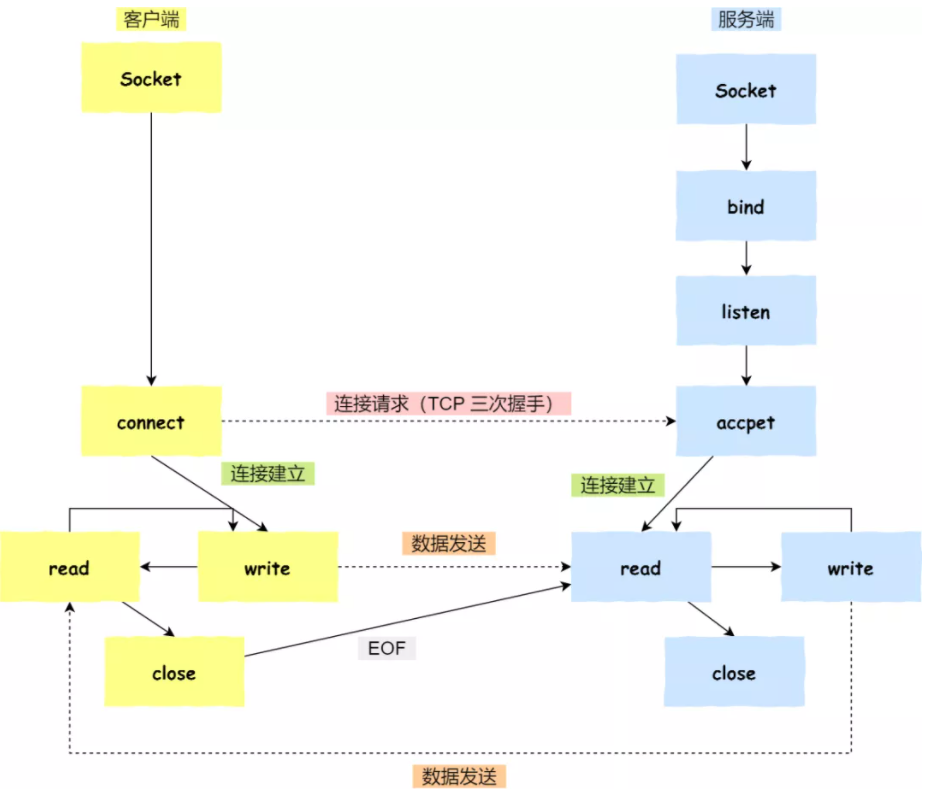 客户端
服务端
Socket
Socket
bind
listen
connect
连接请求（TCP 三次握手）
accpet
连接建立
连接建立
read
write
数据发送
read
write
close
EOF
close
数据发送